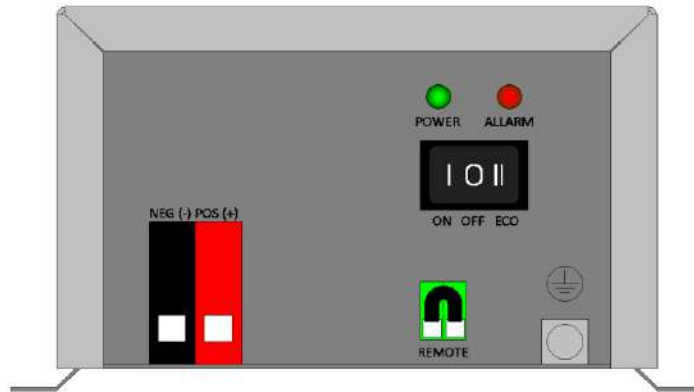 POWER ALLARM
I O II
ON OFF ECO
NEG (-) POS (+)
REMOTE